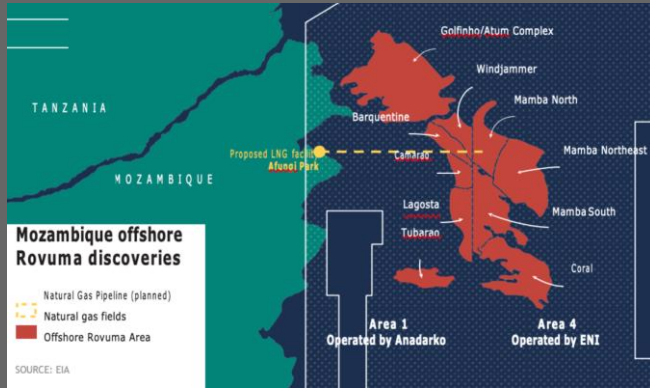 Golfinho/Atum Complex
Windjammer
Mamba North
Barquentine
Mamba Northeast
Camarao
Lagosta
Tubarao
Mamba South
Coral
TANZANIA
MOZAMBIQUE
Proposed LNG facility
Afungi Park
Area 1
Operated by Anadarko
Area 4
Operated by ENI
Mozambique offshore
Rovuma discoveries
Natural Gas Pipeline (planned)
Natural gas fields
Offshore Rovuma Area
SOURCE: EIA